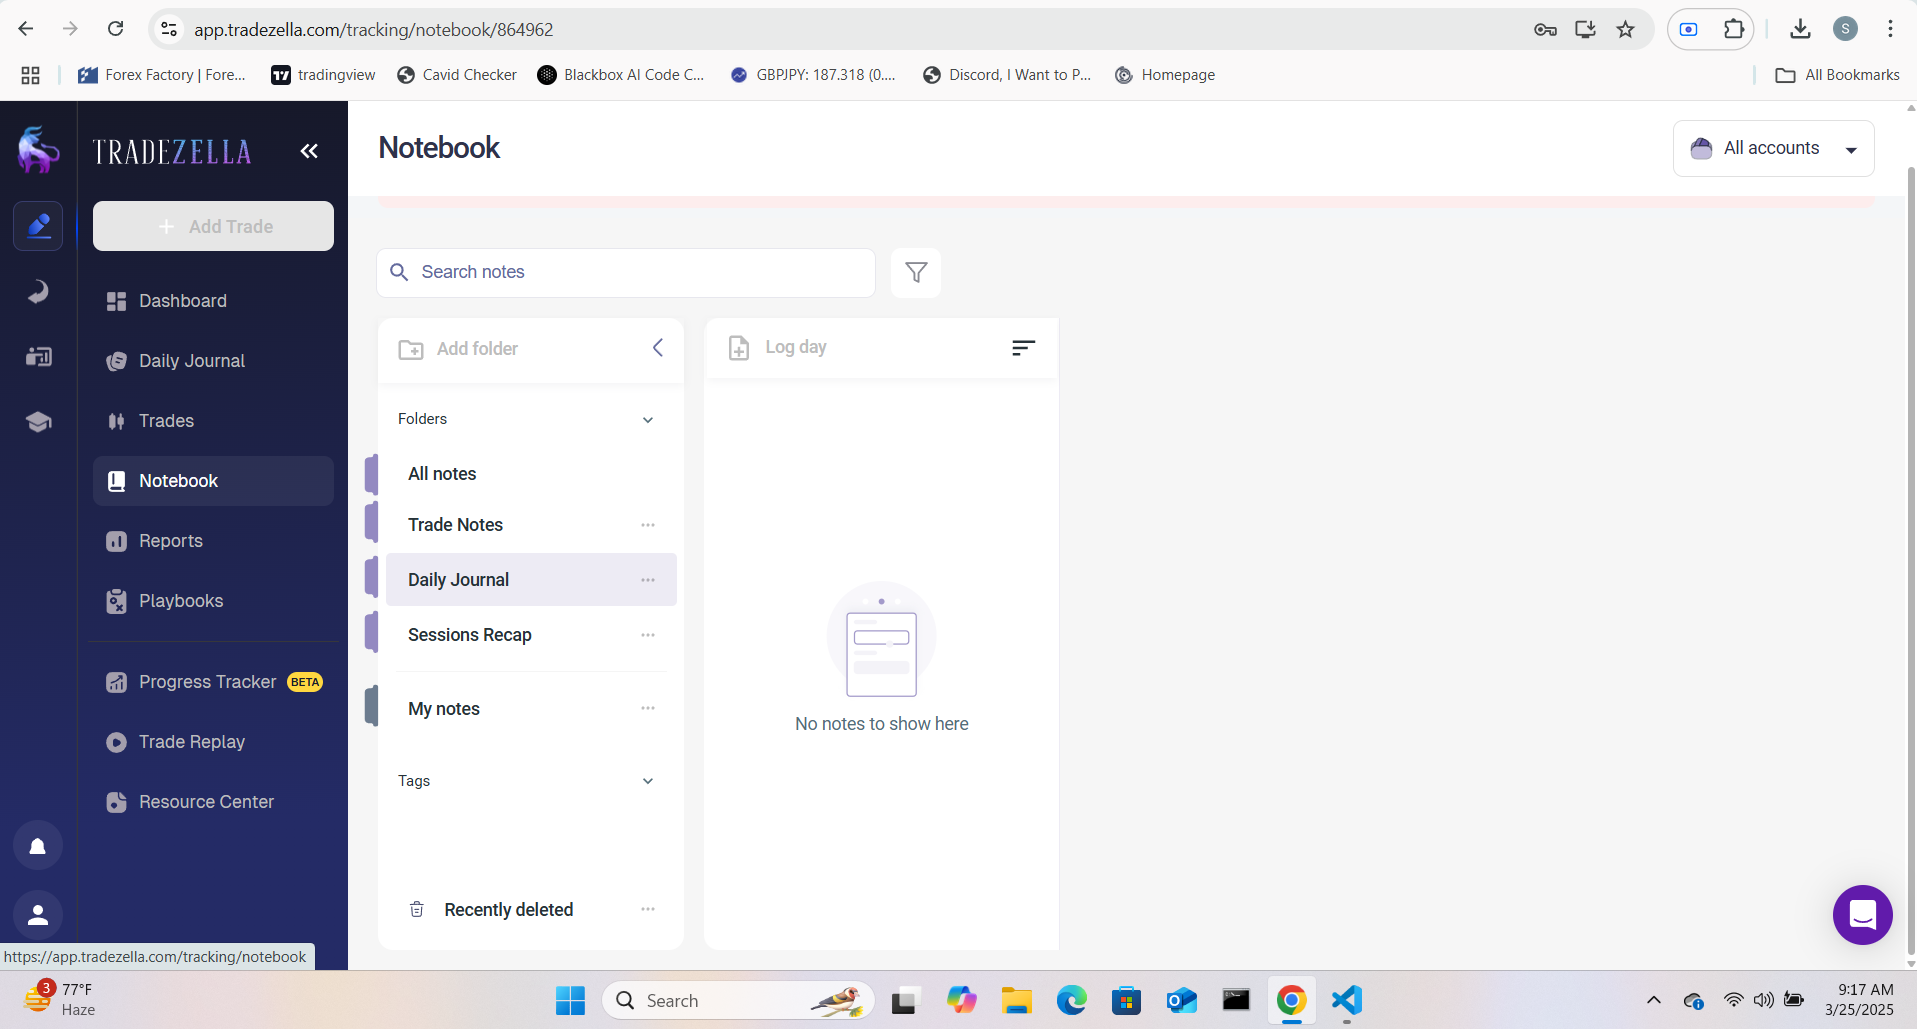 app.tradezella.com/tracking/notebook/864962
S
Forex Factory | Fore...
tradingview
Cavid Checker
Blackbox AI Code C...
GBPJPY: 187.318 (0....
Discord, I Want to P...
Homepage
All Bookmarks
TRADEZELLA
Add Trade
Dashboard
Daily Journal
Trades
Notebook
Reports
Playbooks
Progress Tracker BETA
Trade Replay
Resource Center
https://app.tradezella.com/tracking/notebook
Notebook
All accounts
Search notes
Add folder
Folders
All notes
Trade Notes
Daily Journal
Sessions Recap
My notes
Tags
Recently deleted
Log day
No notes to show here
3
77°F
Haze
Search
9:17 AM
3/25/2025